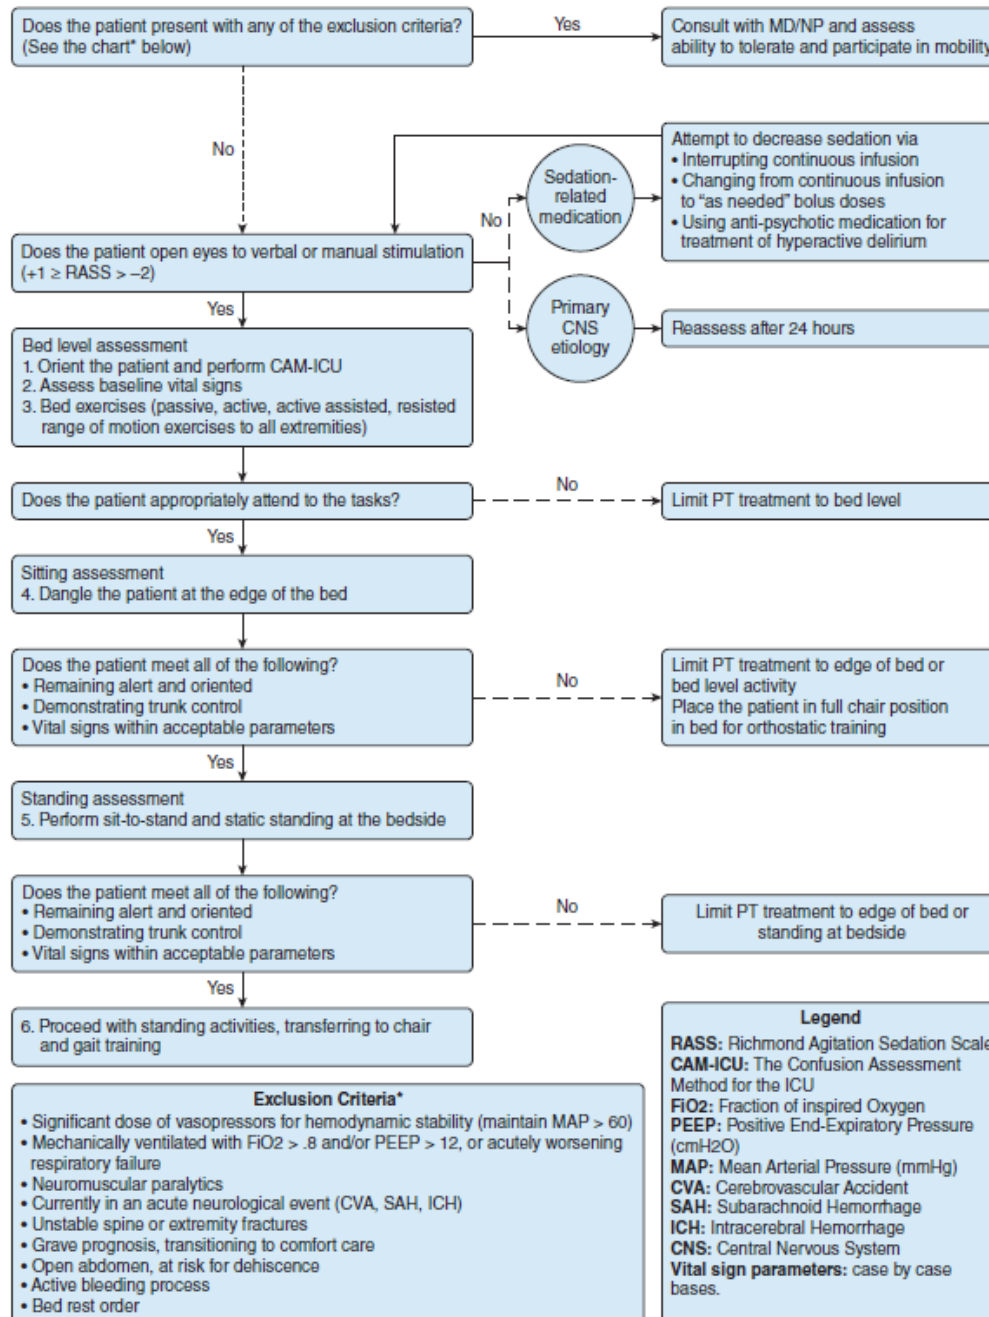 Does the patient present with any of the exclusion criteria?
(See the chart* below)
Yes
Consult with MD/NP and assess
ability to tolerate and participate in mobility
No
Attempt to decrease sedation via
• Interrupting continuous infusion
• Changing from continuous infusion
to "as needed" bolus doses
• Using anti-psychotic medication for
treatment of hyperactive delirium
Sedation-
related
medication
No
Does the patient open eyes to verbal or manual stimulation
(+1 ≥ RASS > −2)
Primary
CNS
etiology
Reassess after 24 hours
Yes
Bed level assessment
1. Orient the patient and perform CAM-ICU
2. Assess baseline vital signs
3. Bed exercises (passive, active, active assisted, resisted
range of motion exercises to all extremities)
Does the patient appropriately attend to the tasks?
No
Limit PT treatment to bed level
Yes
Sitting assessment
4. Dangle the patient at the edge of the bed
Does the patient meet all of the following?
• Remaining alert and oriented
• Demonstrating trunk control
• Vital signs within acceptable parameters
No
Limit PT treatment to edge of bed or
bed level activity
Place the patient in full chair position
in bed for orthostatic training
Yes
Standing assessment
5. Perform sit-to-stand and static standing at the bedside
Does the patient meet all of the following?
• Remaining alert and oriented
• Demonstrating trunk control
• Vital signs within acceptable parameters
No
Limit PT treatment to edge of bed or
standing at bedside
Yes
6. Proceed with standing activities, transferring to chair
and gait training
Exclusion Criteria*
• Significant dose of vasopressors for hemodynamic stability (maintain MAP > 60)
• Mechanically ventilated with FiO2 > .8 and/or PEEP > 12, or acutely worsening
respiratory failure
• Neuromuscular paralytics
• Currently in an acute neurological event (CVA, SAH, ICH)
• Unstable spine or extremity fractures
• Grave prognosis, transitioning to comfort care
• Open abdomen, at risk for dehiscence
• Active bleeding process
• Bed rest order
Legend
RASS: Richmond Agitation Sedation Scale
CAM-ICU: The Confusion Assessment
Method for the ICU
FiO2: Fraction of inspired Oxygen
PEEP: Positive End-Expiratory Pressure
(cmH2O)
MAP: Mean Arterial Pressure (mmHg)
CVA: Cerebrovascular Accident
SAH: Subarachnoid Hemorrhage
ICH: Intracerebral Hemorrhage
CNS: Central Nervous System
Vital sign parameters: case by case
bases.